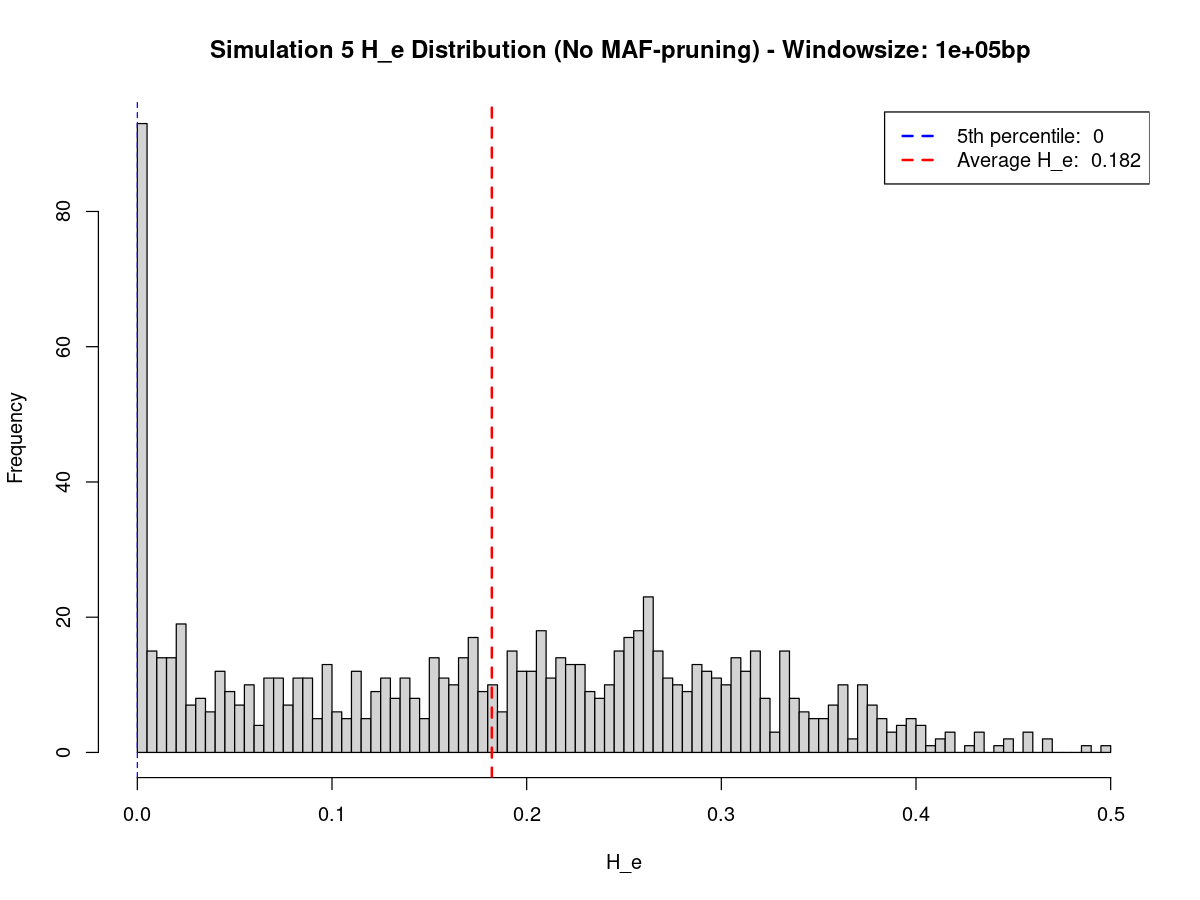 Simulation 5 H_e Distribution (No MAF-pruning) - Windowsize: 1e+05bp
5th percentile:  0
Average H_e:  0.182
Frequency
80
60
40
20
0
0.0 0.1 0.2 0.3 0.4 0.5
H_e